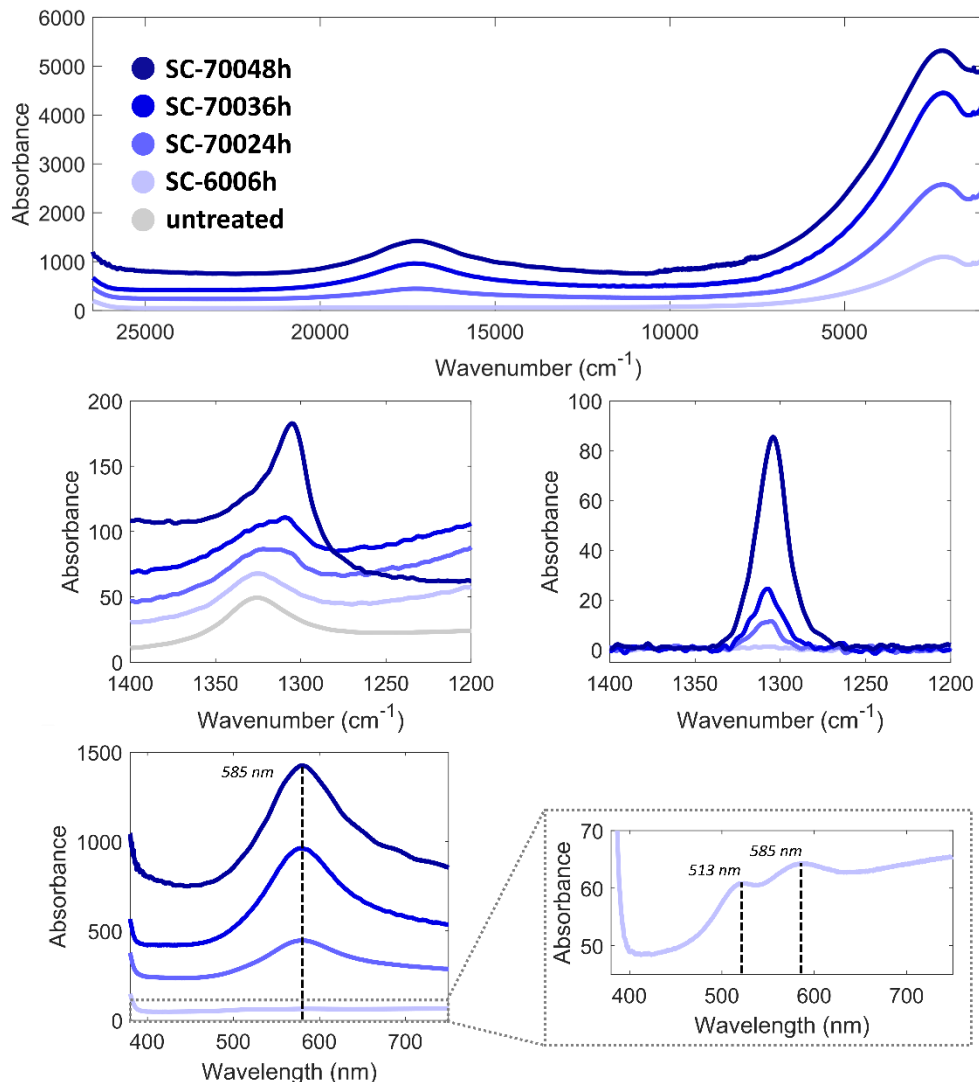 6000
5000
4000
3000
2000
1000
0
Absorbance
SC-70048h
SC-70036h
SC-70024h
SC-6006h
untreated
25000 20000 15000 10000 5000
Wavenumber (cm⁻¹)
200
150
100
50
0
Absorbance
1400 1350 1300 1250 1200
Wavenumber (cm⁻¹)
100
80
60
40
20
0
Absorbance
1400 1350 1300 1250 1200
Wavenumber (cm⁻¹)
1500
1000
500
0
Absorbance
585 nm
400 500 600 700
Wavelength (nm)
70
60
50
Absorbance
513 nm
585 nm
400 500 600 700
Wavelength (nm)